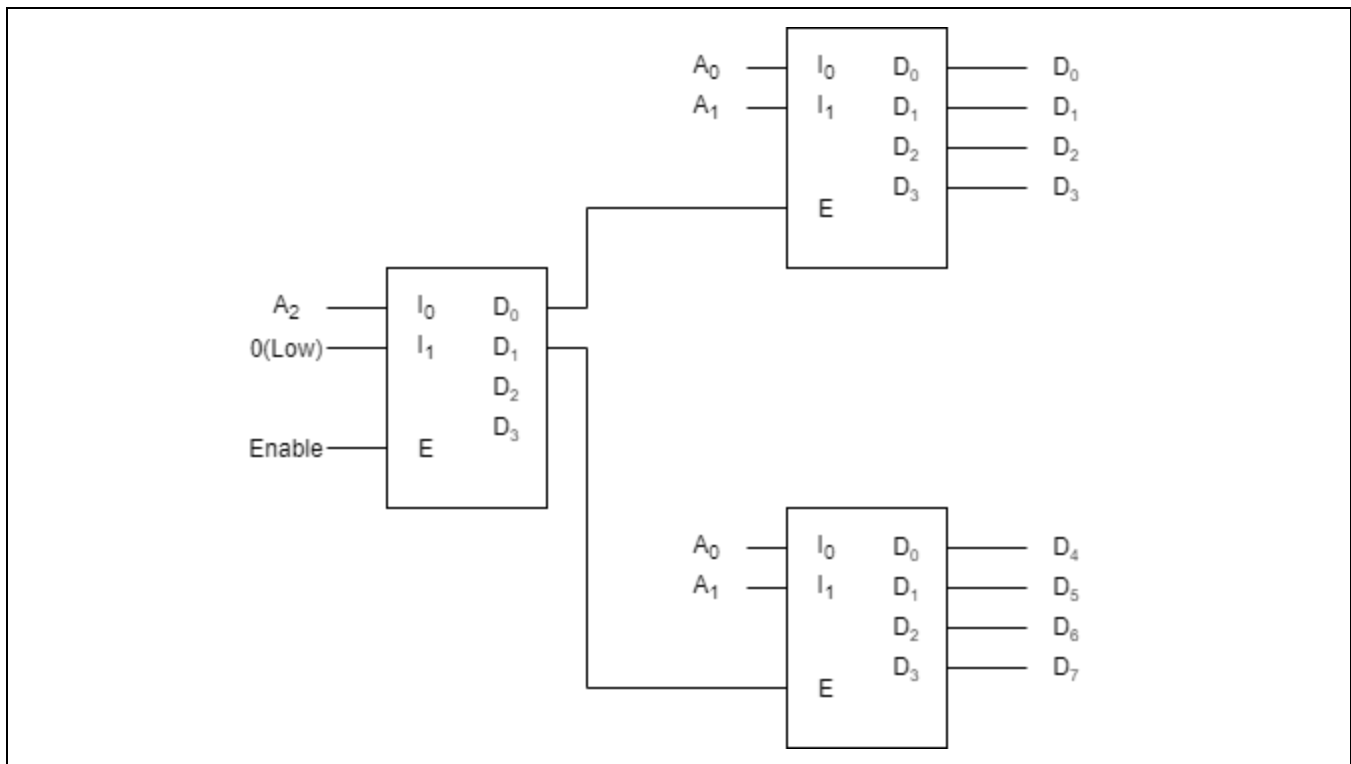 A₀ I₀ D₀ D₀
A₁ I₁ D₁ D₁
D₂ D₂
D₃ D₃
E
A₂ I₀ D₀
0(Low) I₁ D₁
D₂
D₃
Enable E
A₀ I₀ D₀ D₄
A₁ I₁ D₁ D₅
D₂ D₆
D₃ D₇
E